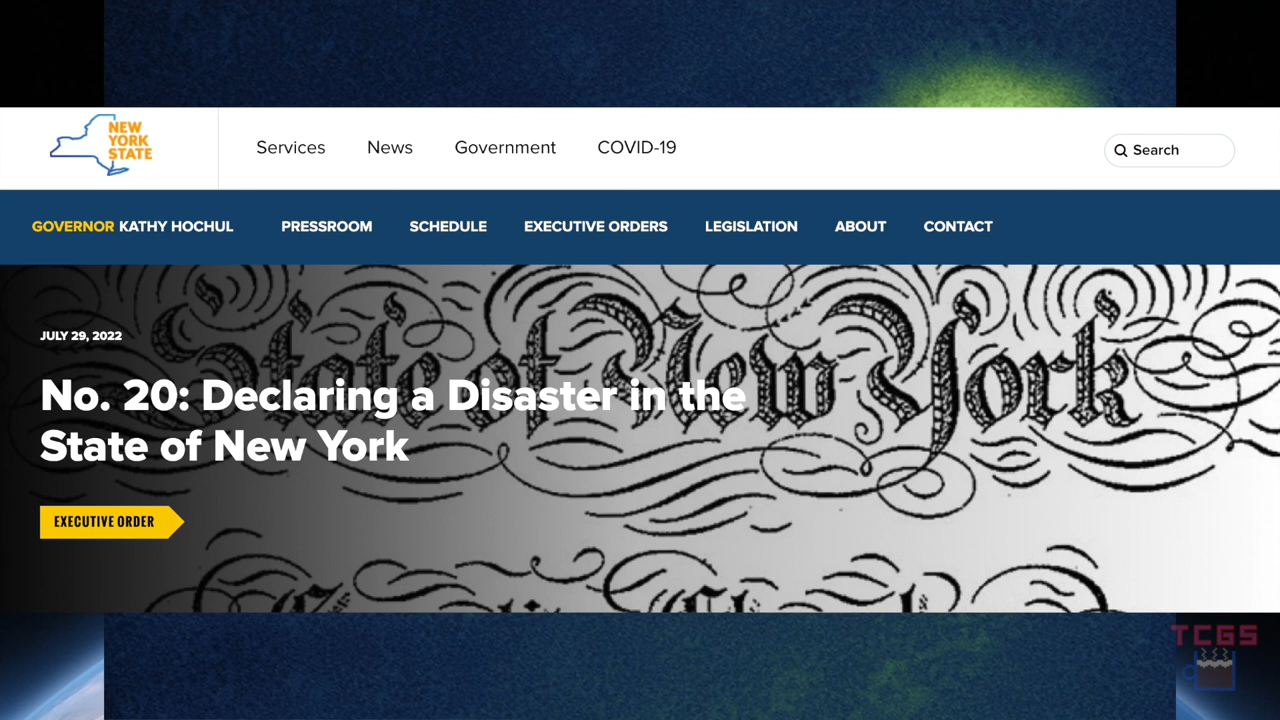 NEW
YORK
STATE
Services News Government COVID-19
Search
GOVERNOR KATHY HOCHUL PRESSROOM SCHEDULE EXECUTIVE ORDERS LEGISLATION ABOUT CONTACT
State of New York
JULY 29, 2022
No. 20: Declaring a Disaster in the
State of New York
EXECUTIVE ORDER
TCGS